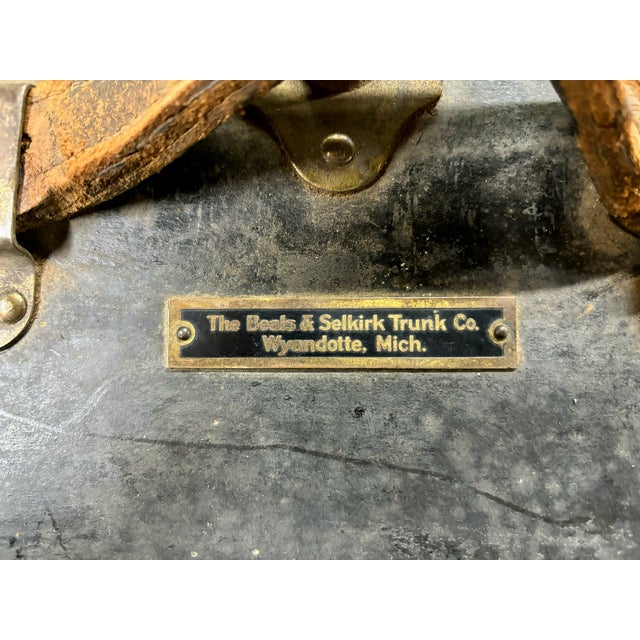 The Beals & Selkirk Trunk Co.
Wyandotte, Mich.